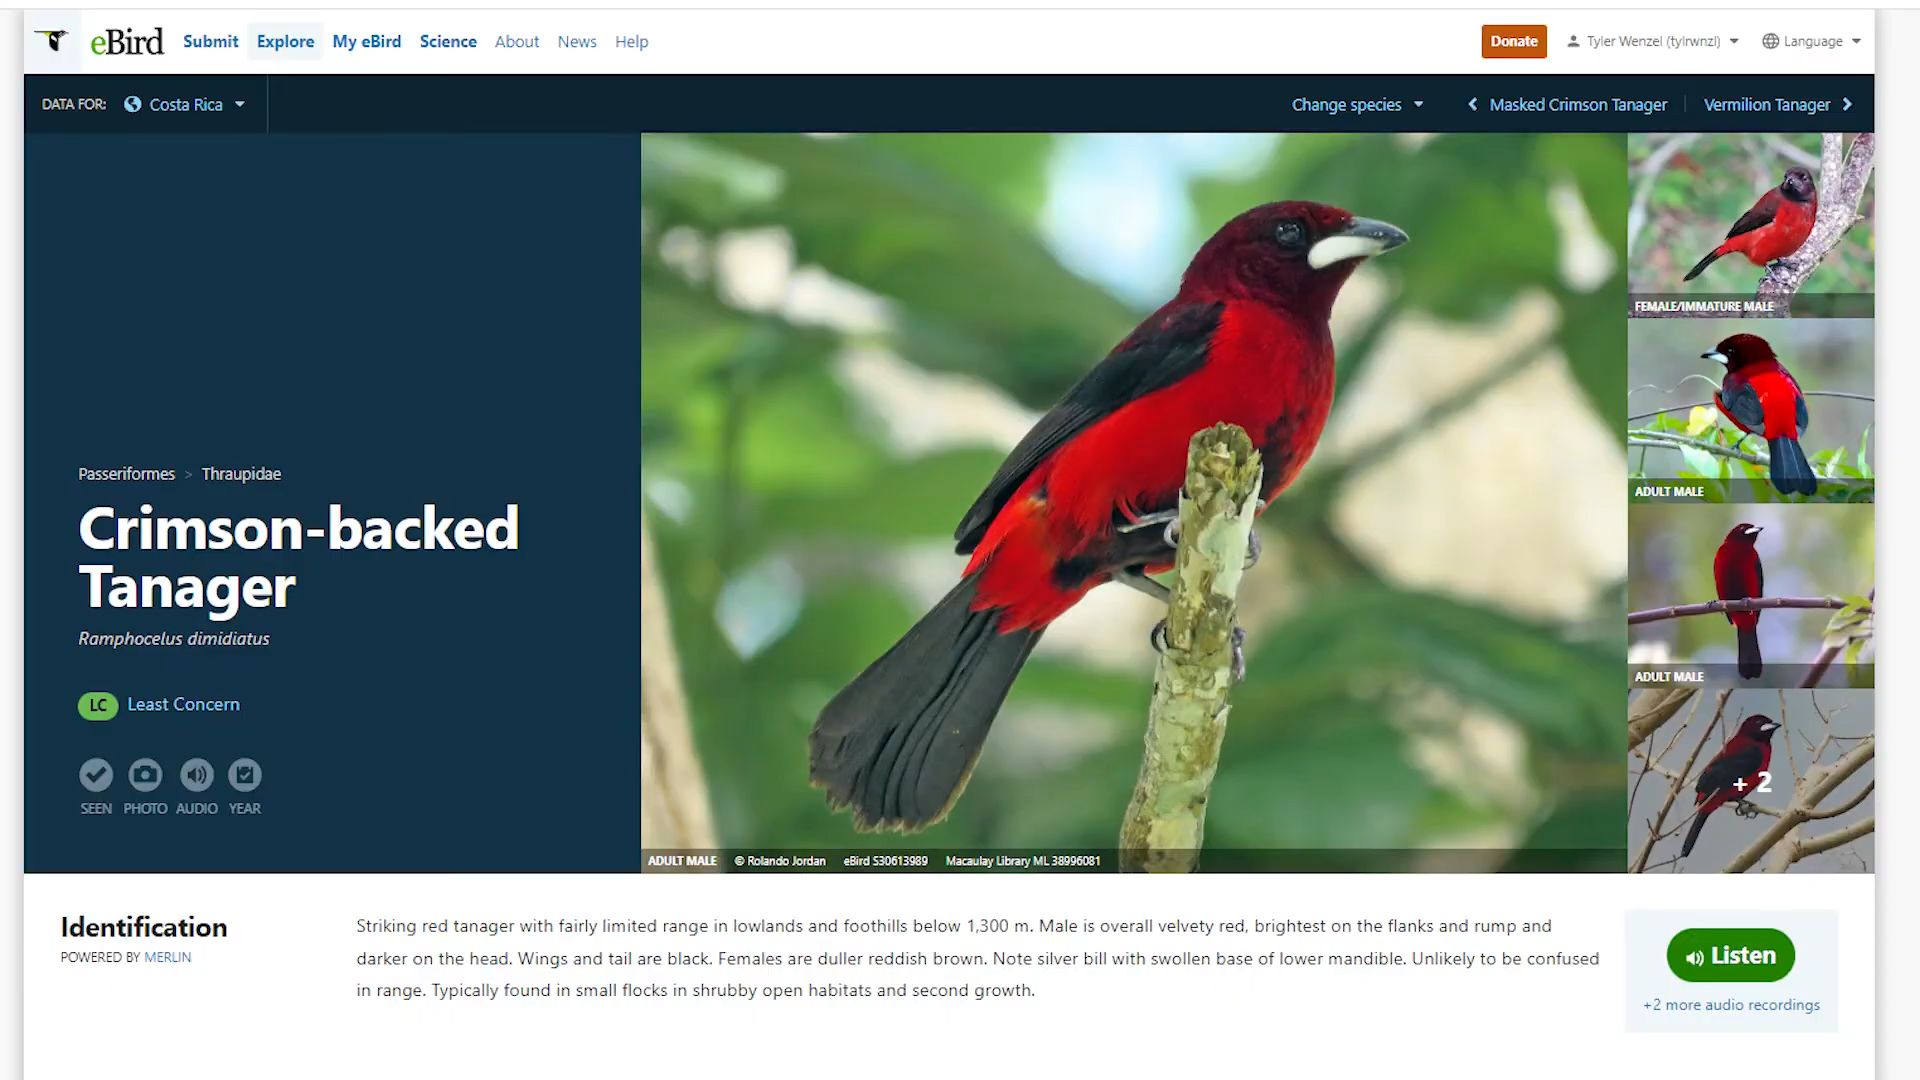 eBird Submit Explore My eBird Science About News Help Donate Tyler Wenzel (tylrwnzl) Language
DATA FOR: Costa Rica Change species Masked Crimson Tanager Vermilion Tanager
Passeriformes > Thraupidae
Crimson-backed
Tanager
Ramphocelus dimidiatus
LC Least Concern
SEEN PHOTO AUDIO YEAR
ADULT MALE © Rolando Jordan eBird S30613989 Macaulay Library ML 38996081
FEMALE/IMMATURE MALE
ADULT MALE
ADULT MALE
+ 2
Identification
POWERED BY MERLIN
Striking red tanager with fairly limited range in lowlands and foothills below 1,300 m. Male is overall velvety red, brightest on the flanks and rump and
darker on the head. Wings and tail are black. Females are duller reddish brown. Note silver bill with swollen base of lower mandible. Unlikely to be confused
in range. Typically found in small flocks in shrubby open habitats and second growth.
Listen
+2 more audio recordings